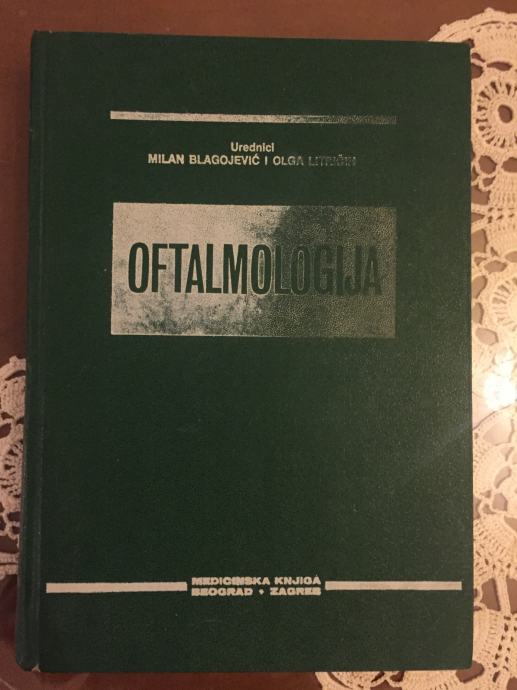 Urednici
MILAN BLAGOJEVIĆ I OLGA LITRIČIN
OFTALMOLOGIJA
MEDICINSKA KNJIGA
BEOGRAD • ZAGREB